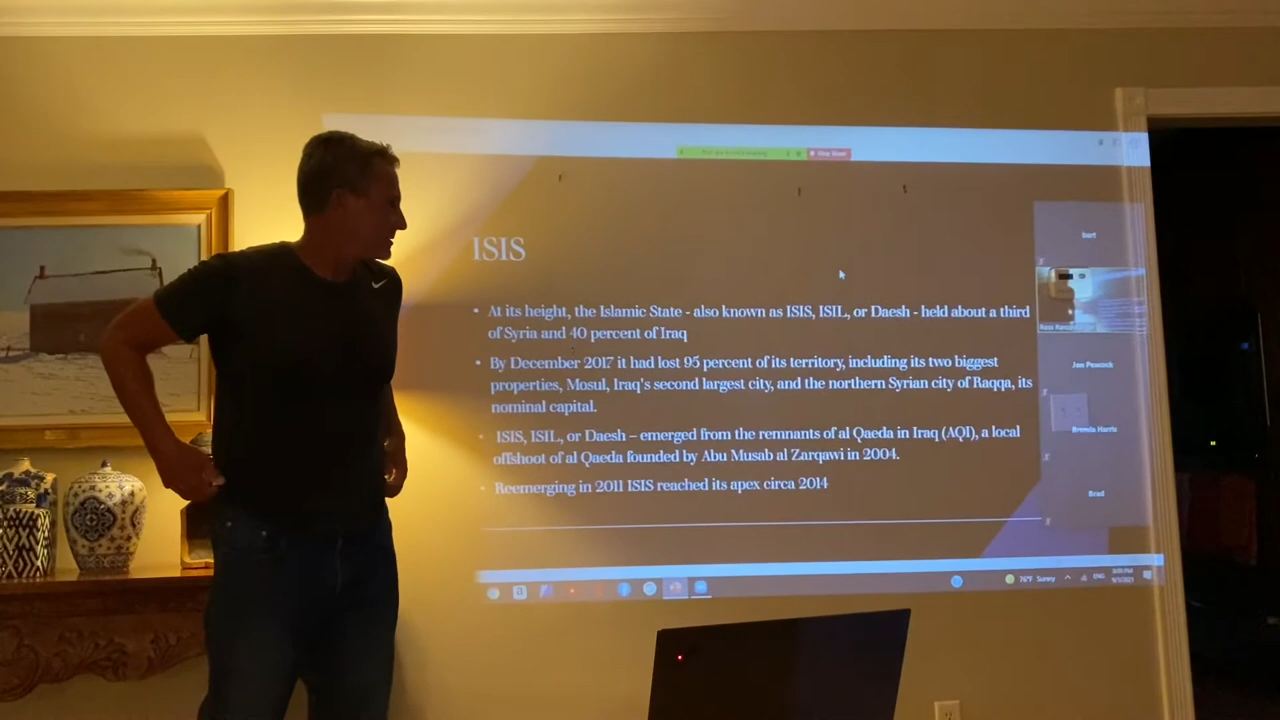 Stop Share
ISIS
• At its height, the Islamic State - also known as ISIS, ISIL, or Daesh - held about a third
of Syria and 40 percent of Iraq
• By December 2017 it had lost 95 percent of its territory, including its two biggest
properties, Mosul, Iraq's second largest city, and the northern Syrian city of Raqqa, its
nominal capital.
• ISIS, ISIL, or Daesh – emerged from the remnants of al Qaeda in Iraq (AQI), a local
offshoot of al Qaeda founded by Abu Musab al Zarqawi in 2004.
• Reemerging in 2011 ISIS reached its apex circa 2014
Jon Peacock
Brenda Harris
Brad
76°F Sunny
ENG